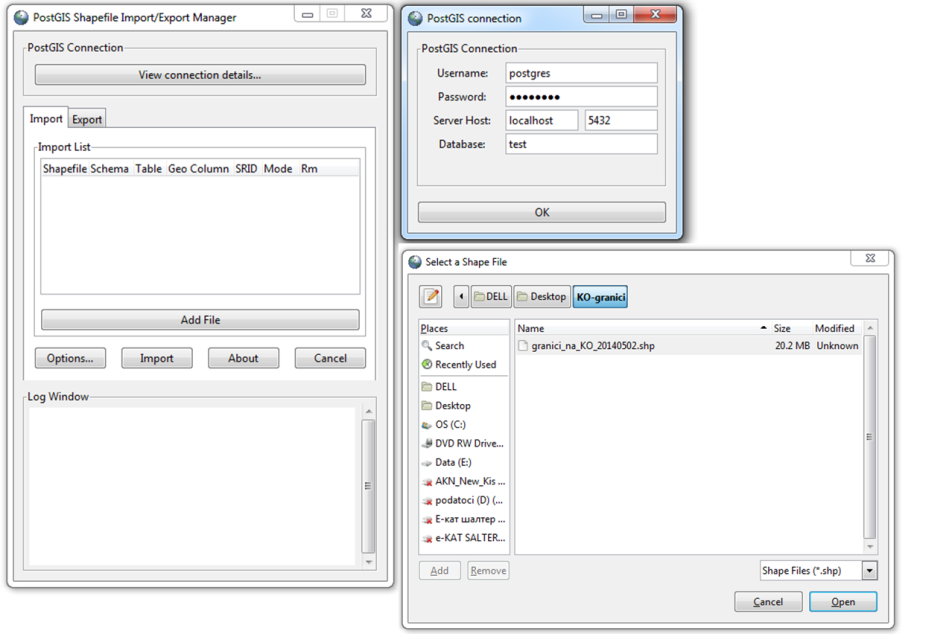 PostGIS Shapefile Import/Export Manager
PostGIS Connection
View connection details...
Import Export
Import List
Shapefile Schema Table Geo Column SRID Mode Rm
Add File
Options... Import About Cancel
Log Window
PostGIS connection
PostGIS Connection
Username: postgres
Password: ●●●●●●●●
Server Host: localhost 5432
Database: test
OK
Select a Shape File
DELL Desktop KO-granici
Places Name Size Modified
Search granici_na_KO_20140502.shp 20.2 MB Unknown
Recently Used
DELL
Desktop
OS (C:)
DVD RW Drive...
Data (E:)
AKN_New_Kis ...
podatoci (D) (...
Е-кат шалтер ...
e-KAT SALTER...
Add Remove Shape Files (*.shp)
Cancel Open